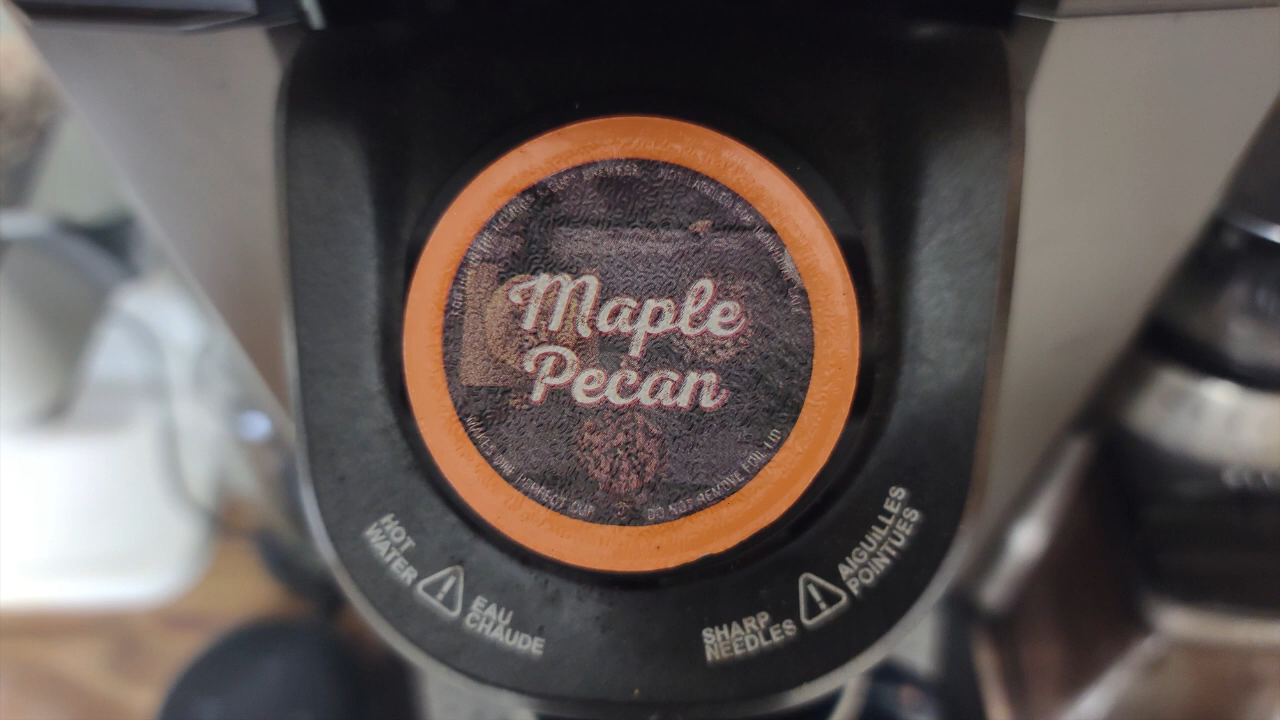 Maple
Pecan
MAKES ONE PERFECT CUP
DO NOT REMOVE FOIL LID
HOT
WATER
EAU
CHAUDE
SHARP
NEEDLES
AIGUILLES
POINTUES